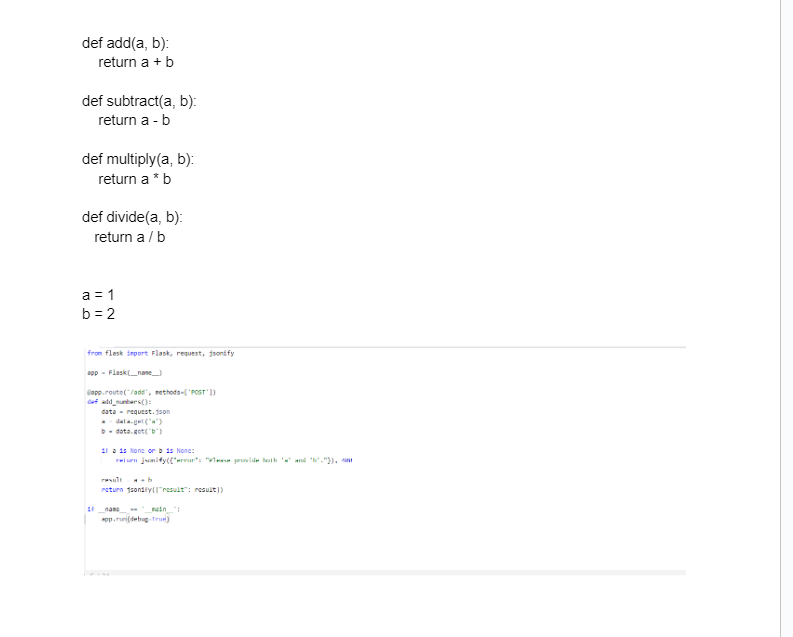 def add(a, b):
return a + b
def subtract(a, b):
return a - b
def multiply(a, b):
return a * b
def divide(a, b):
return a / b
a = 1
b = 2
from flask import Flask, request, jsonify
app = Flask(__name__)
@app.route('/add', methods=['POST'])
def add_numbers():
data = request.json
a = data.get('a')
b = data.get('b')
if a is None or b is None:
return jsonify({"error": "Please provide both 'a' and 'b'."}), 400
result = a + b
return jsonify({"result": result})
if __name__ == '__main__':
app.run(debug=True)